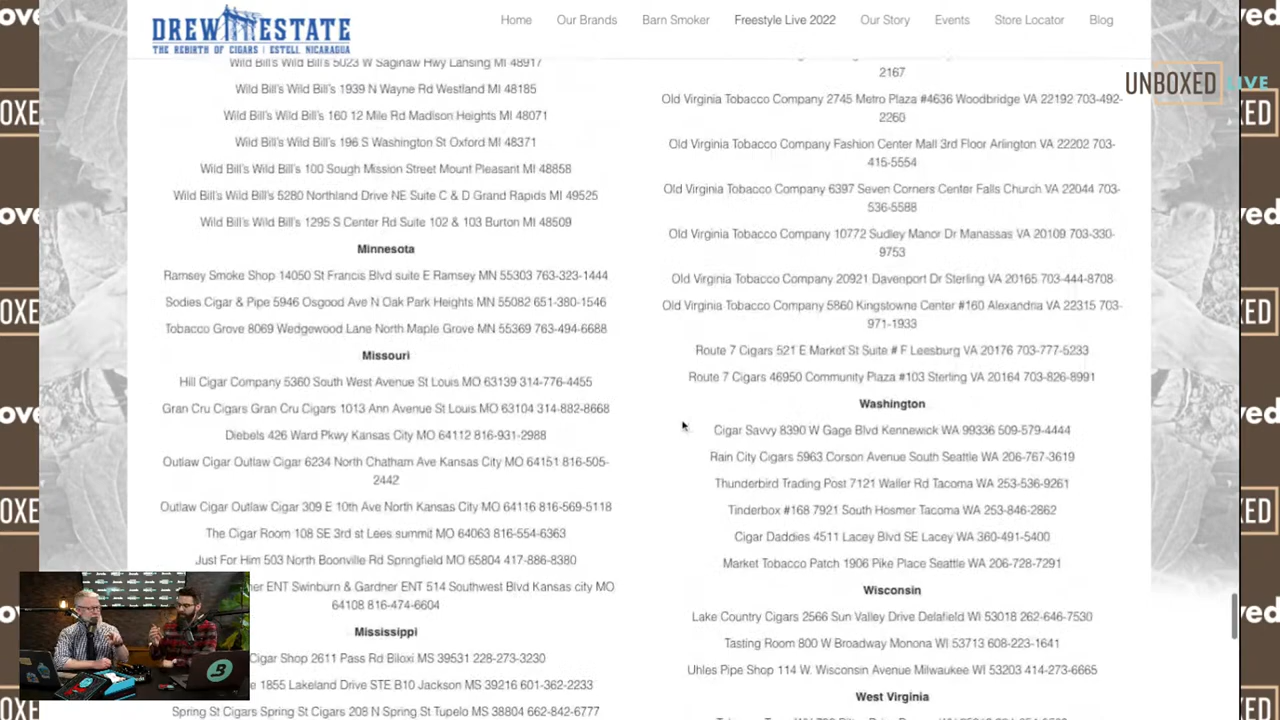 DREW ESTATE
THE REBIRTH OF CIGARS | ESTELI, NICARAGUA
Home Our Brands Barn Smoker Freestyle Live 2022 Our Story Events Store Locator Blog
UNBOXED LIVE
Wild Bill's Wild Bill's 5023 W Saginaw Hwy Lansing MI 48917
Wild Bill's Wild Bill's 1939 N Wayne Rd Westland MI 48185
Wild Bill's Wild Bill's 160 12 Mile Rd Madison Heights MI 48071
Wild Bill's Wild Bill's 196 S Washington St Oxford MI 48371
Wild Bill's Wild Bill's 100 Sough Mission Street Mount Pleasant MI 48858
Wild Bill's Wild Bill's 5280 Northland Drive NE Suite C & D Grand Rapids MI 49525
Wild Bill's Wild Bill's 1295 S Center Rd Suite 102 & 103 Burton MI 48509
Minnesota
Ramsey Smoke Shop 14050 St Francis Blvd suite E Ramsey MN 55303 763-323-1444
Sodies Cigar & Pipe 5946 Osgood Ave N Oak Park Heights MN 55082 651-380-1546
Tobacco Grove 8069 Wedgewood Lane North Maple Grove MN 55369 763-494-6688
Missouri
Hill Cigar Company 5360 South West Avenue St Louis MO 63139 314-776-4455
Gran Cru Cigars Gran Cru Cigars 1013 Ann Avenue St Louis MO 63104 314-882-8668
Diebels 426 Ward Pkwy Kansas City MO 64112 816-931-2988
Outlaw Cigar Outlaw Cigar 6234 North Chatham Ave Kansas City MO 64151 816-505-
2442
Outlaw Cigar Outlaw Cigar 309 E 10th Ave North Kansas City MO 64116 816-569-5118
The Cigar Room 108 SE 3rd st Lees summit MO 64063 816-554-6363
Just For Him 503 North Boonville Rd Springfield MO 65804 417-886-8380
ENT Swinburn & Gardner ENT 514 Southwest Blvd Kansas city MO
64108 816-474-6604
Mississippi
Cigar Shop 2611 Pass Rd Biloxi MS 39531 228-273-3230
1855 Lakeland Drive STE B10 Jackson MS 39216 601-362-2233
Spring St Cigars Spring St Cigars 208 N Spring St Tupelo MS 38804 662-842-6777
2167
Old Virginia Tobacco Company 2745 Metro Plaza #4636 Woodbridge VA 22192 703-492-
2260
Old Virginia Tobacco Company Fashion Center Mall 3rd Floor Arlington VA 22202 703-
415-5554
Old Virginia Tobacco Company 6397 Seven Corners Center Falls Church VA 22044 703-
536-5588
Old Virginia Tobacco Company 10772 Sudley Manor Dr Manassas VA 20109 703-330-
9753
Old Virginia Tobacco Company 20921 Davenport Dr Sterling VA 20165 703-444-8708
Old Virginia Tobacco Company 5860 Kingstowne Center #160 Alexandria VA 22315 703-
971-1933
Route 7 Cigars 521 E Market St Suite # F Leesburg VA 20176 703-777-5233
Route 7 Cigars 46950 Community Plaza #103 Sterling VA 20164 703-826-8991
Washington
Cigar Savvy 8390 W Gage Blvd Kennewick WA 99336 509-579-4444
Rain City Cigars 5963 Corson Avenue South Seattle WA 206-767-3619
Thunderbird Trading Post 7121 Waller Rd Tacoma WA 253-536-9261
Tinderbox #168 7921 South Hosmer Tacoma WA 253-846-2862
Cigar Daddies 4511 Lacey Blvd SE Lacey WA 360-491-5400
Market Tobacco Patch 1906 Pike Place Seattle WA 206-728-7291
Wisconsin
Lake Country Cigars 2566 Sun Valley Drive Delafield WI 53018 262-646-7530
Tasting Room 800 W Broadway Monona WI 53713 608-223-1641
Uhles Pipe Shop 114 W. Wisconsin Avenue Milwaukee WI 53203 414-273-6665
West Virginia